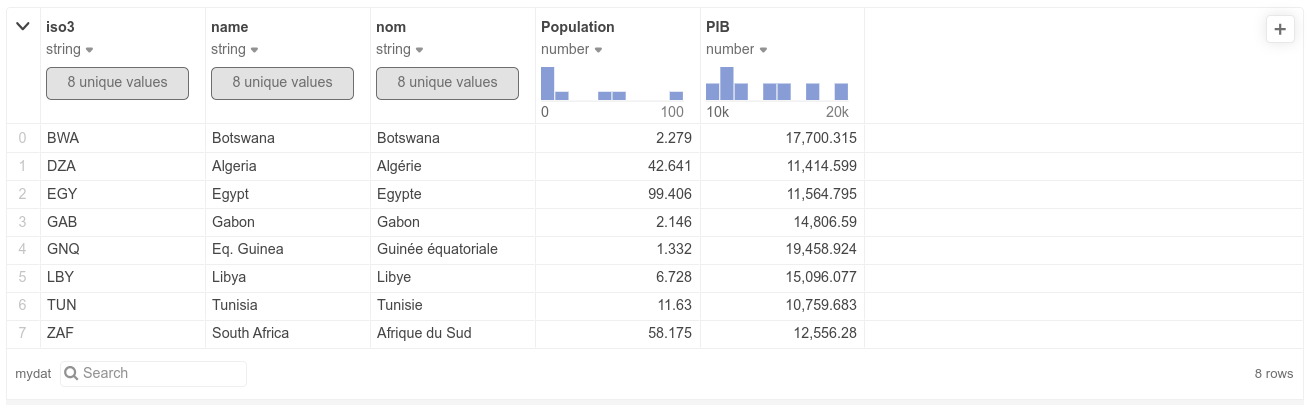 iso3 name nom Population PIB
string string string number number
8 unique values 8 unique values 8 unique values
0 100 10k 20k
0 BWA Botswana Botswana 2.279 17,700.315
1 DZA Algeria Algérie 42.641 11,414.599
2 EGY Egypt Egypte 99.406 11,564.795
3 GAB Gabon Gabon 2.146 14,806.59
4 GNQ Eq. Guinea Guinée équatoriale 1.332 19,458.924
5 LBY Libya Libye 6.728 15,096.077
6 TUN Tunisia Tunisie 11.63 10,759.683
7 ZAF South Africa Afrique du Sud 58.175 12,556.28
mydat Search 8 rows